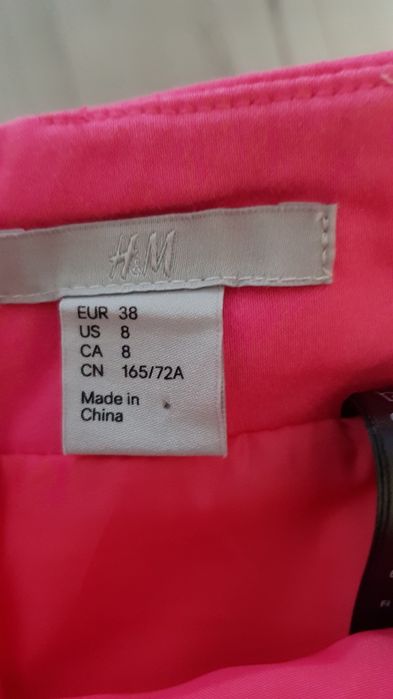 H&M
EUR 38
US 8
CA 8
CN 165/72A
Made in
China